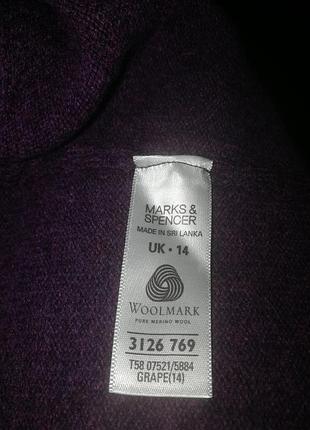 MARKS &
SPENCER
MADE IN SRI LANKA
UK • 14
WOOLMARK
PURE MERINO WOOL
3126 769
T58 07521/5884
GRAPE(14)